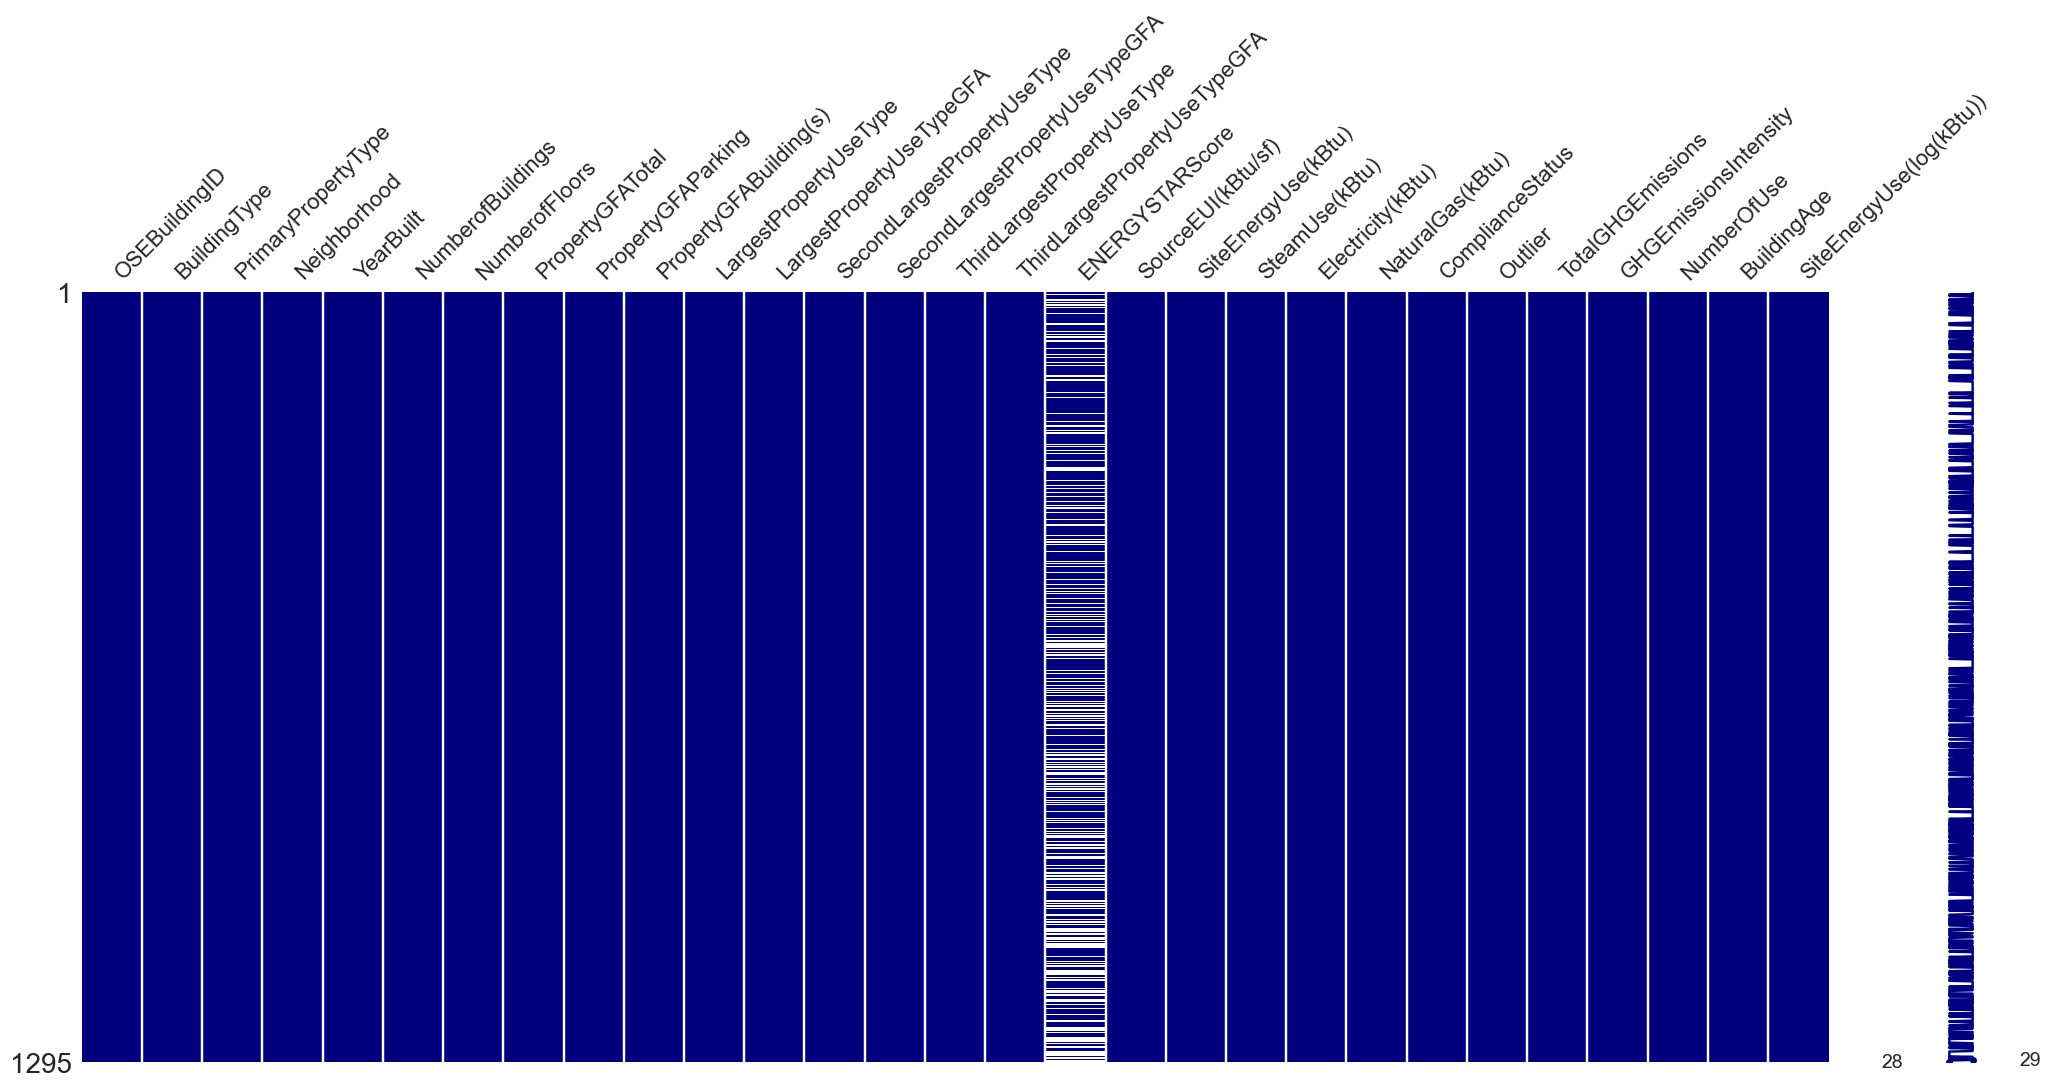 OSEBuildingID
BuildingType
PrimaryPropertyType
Neighborhood
YearBuilt
NumberofBuildings
NumberofFloors
PropertyGFATotal
PropertyGFAParking
PropertyGFABuilding(s)
LargestPropertyUseType
LargestPropertyUseTypeGFA
SecondLargestPropertyUseType
SecondLargestPropertyUseTypeGFA
ThirdLargestPropertyUseType
ThirdLargestPropertyUseTypeGFA
ENERGYSTARScore
SourceEUI(kBtu/sf)
SiteEnergyUse(kBtu)
SteamUse(kBtu)
Electricity(kBtu)
NaturalGas(kBtu)
ComplianceStatus
Outlier
TotalGHGEmissions
GHGEmissionsIntensity
NumberOfUse
BuildingAge
SiteEnergyUse(log(kBtu))
1
1295
28
29